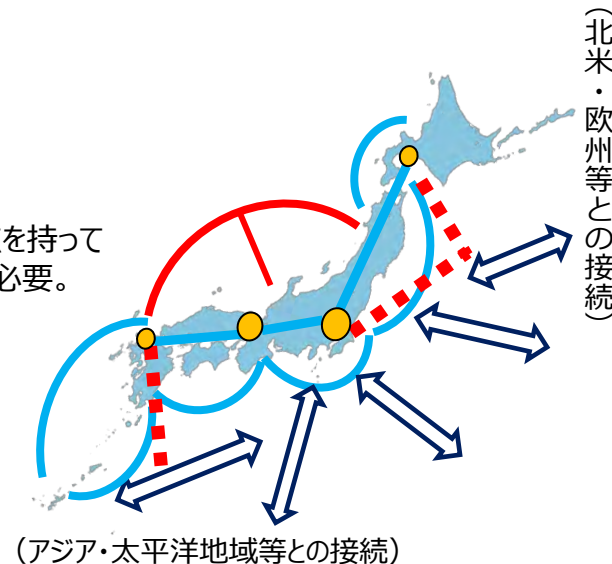 （北米・欧州等との接続）
を持って
必要。
（アジア・太平洋地域等との接続）